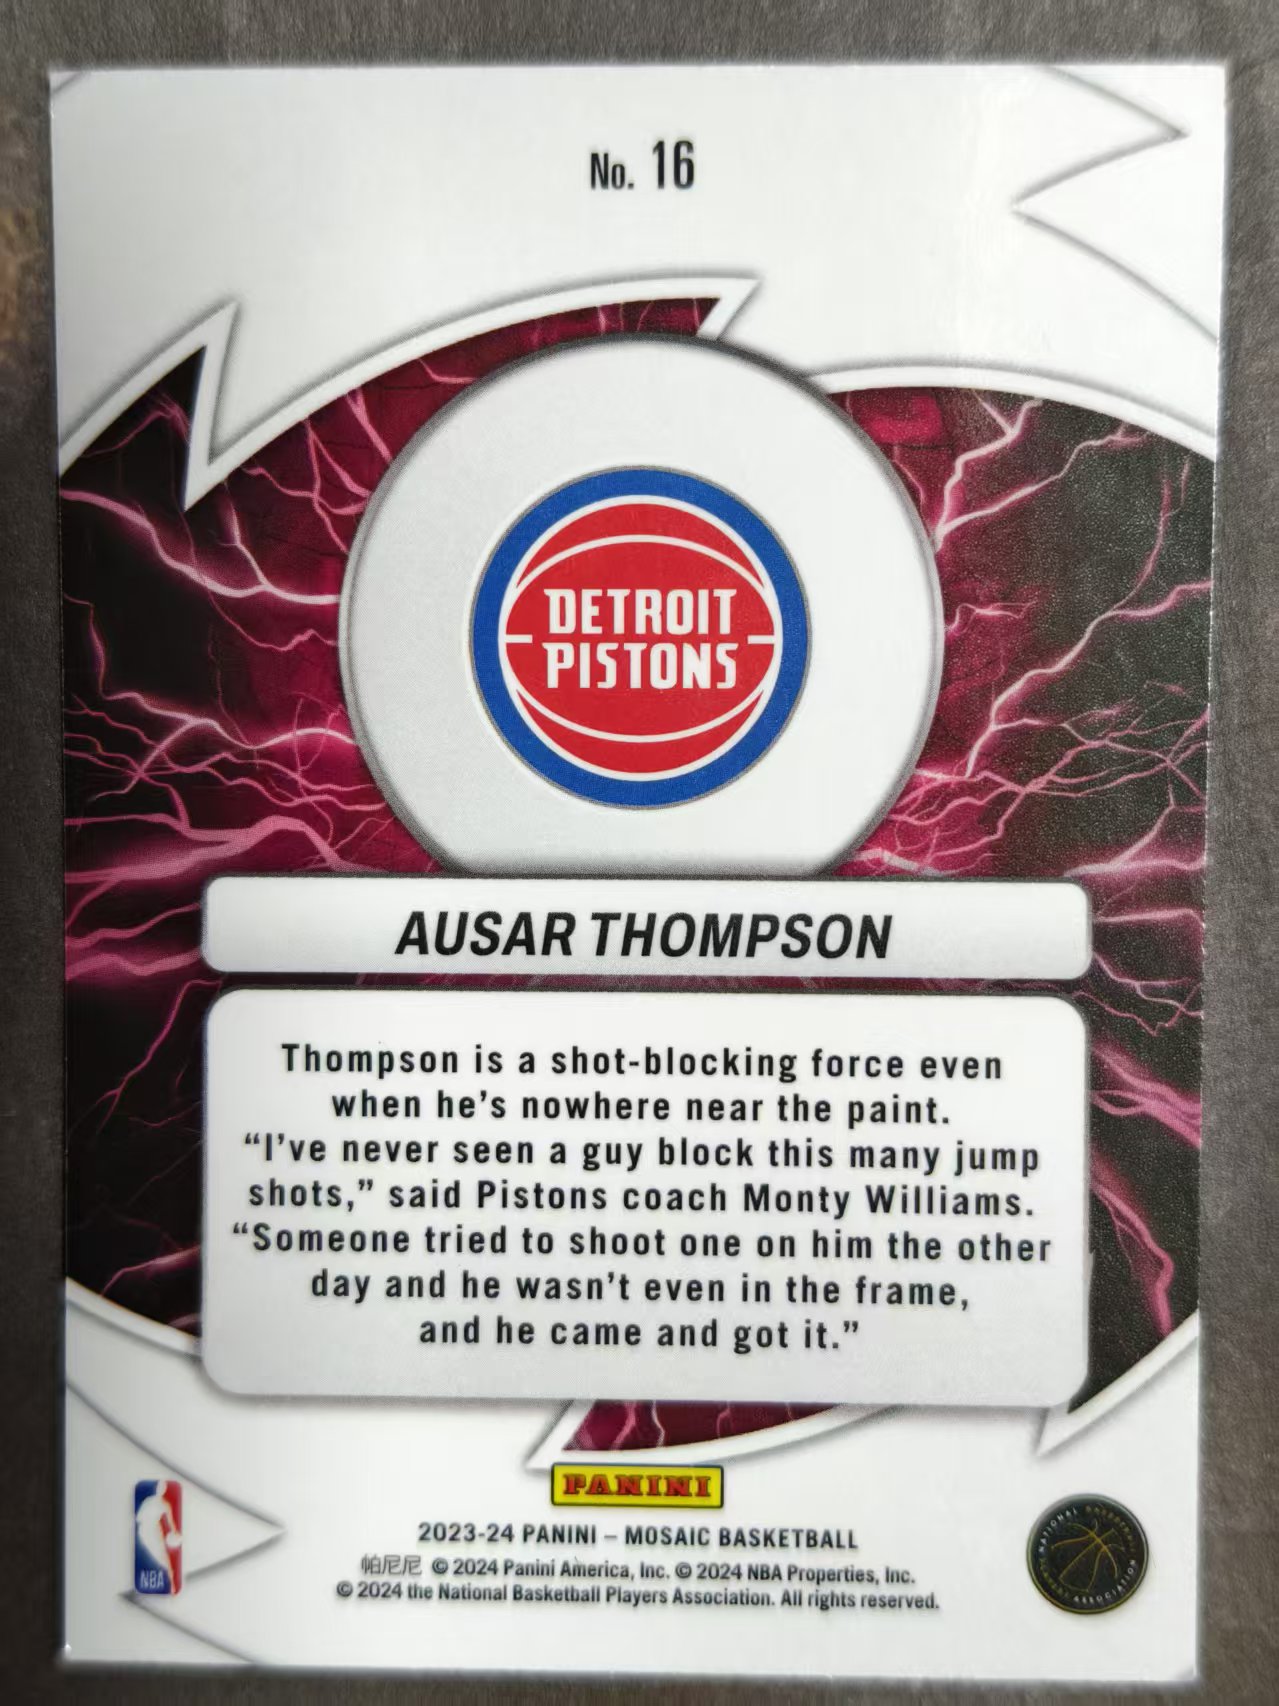 No. 16
DETROIT
PISTONS
AUSAR THOMPSON
Thompson is a shot-blocking force even
when he's nowhere near the paint.
“I've never seen a guy block this many jump
shots,” said Pistons coach Monty Williams.
“Someone tried to shoot one on him the other
day and he wasn't even in the frame,
and he came and got it.”
PANINI
2023-24 PANINI – MOSAIC BASKETBALL
帕尼尼 © 2024 Panini America, Inc. © 2024 NBA Properties, Inc.
© 2024 the National Basketball Players Association. All rights reserved.
NBA
NATIONAL BASKETBALL PLAYERS ASSOCIATION